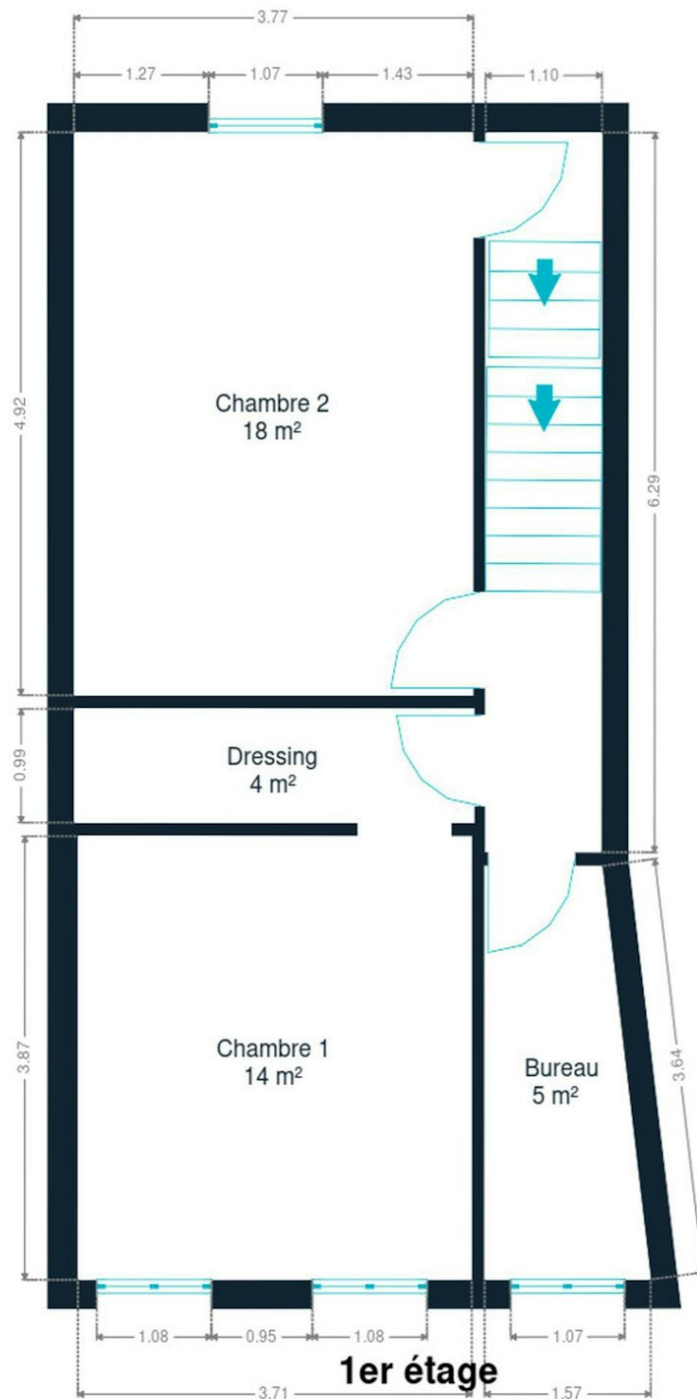 3.77
1.27 1.07 1.43 1.10
4.92
Chambre 2
18 m²
6.29
0.99
Dressing
4 m²
3.87
Chambre 1
14 m²
Bureau
5 m²
3.64
1.08 0.95 1.08 1.07
1er étage
3.71 1.57